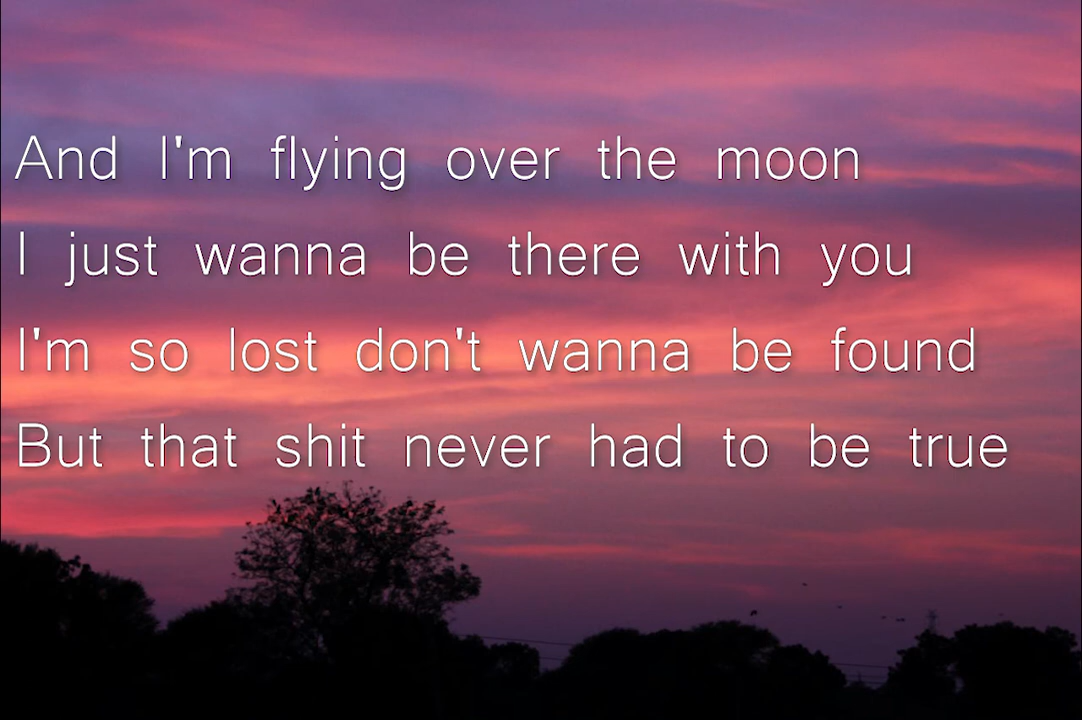 And I'm flying over the moon
I just wanna be there with you
I'm so lost don't wanna be found
But that shit never had to be true